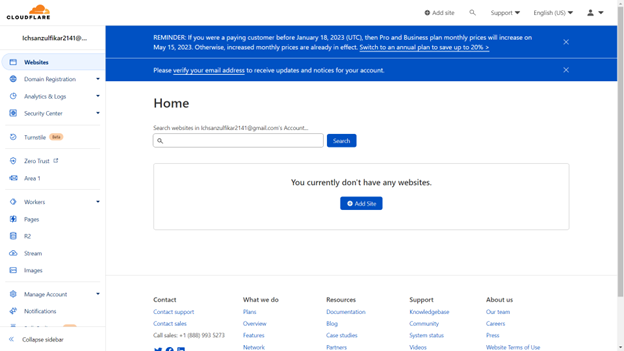 CLOUDFLARE
Add site
Support
English (US)
Ichsanzulfikar2141@...
REMINDER: If you were a paying customer before January 18, 2023 (UTC), then Pro and Business plan monthly prices will increase on
May 15, 2023. Otherwise, increased monthly prices are already in effect. Switch to an annual plan to save up to 20% >
Please verify your email address to receive updates and notices for your account.
Websites
Domain Registration
Analytics & Logs
Security Center
Turnstile Beta
Zero Trust
Area 1
Workers
Pages
R2
Stream
Images
Manage Account
Notifications
Collapse sidebar
Home
Search websites in Ichsanzulfikar2141@gmail.com's Account...
Search
You currently don't have any websites.
Add Site
Contact
Contact support
Contact sales
Call sales: +1 (888) 993 5273
What we do
Plans
Overview
Features
Network
Resources
Documentation
Blog
Case studies
Partners
Support
Knowledgebase
Community
System status
Videos
About us
Our team
Careers
Press
Website Terms of Use